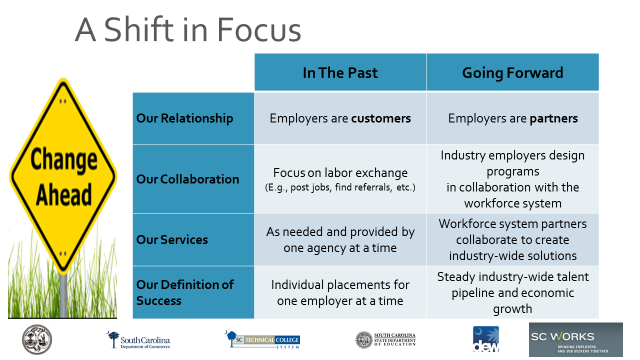 A Shift in Focus
Change
Ahead
In The Past
Going Forward
Our Relationship
Employers are customers
Employers are partners
Our Collaboration
Focus on labor exchange
(E.g., post jobs, find referrals, etc.)
Industry employers design
programs
in collaboration with the
workforce system
Our Services
As needed and provided by
one agency at a time
Workforce system partners
collaborate to create
industry-wide solutions
Our Definition of
Success
Individual placements for
one employer at a time
Steady industry-wide talent
pipeline and economic
growth
South Carolina
Department of Commerce
SC TECHNICAL COLLEGE
SYSTEM
SOUTH CAROLINA
STATE DEPARTMENT
OF EDUCATION
dew
SC WORKS
BRINGING EMPLOYERS
AND JOB SEEKERS TOGETHER